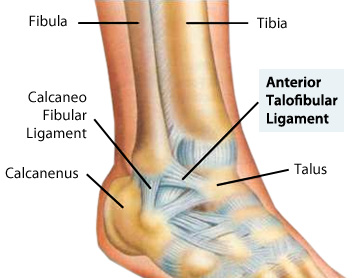 Fibula
Tibia
Anterior
Talofibular
Ligament
Calcaneo
Fibular
Ligament
Talus
Calcanenus